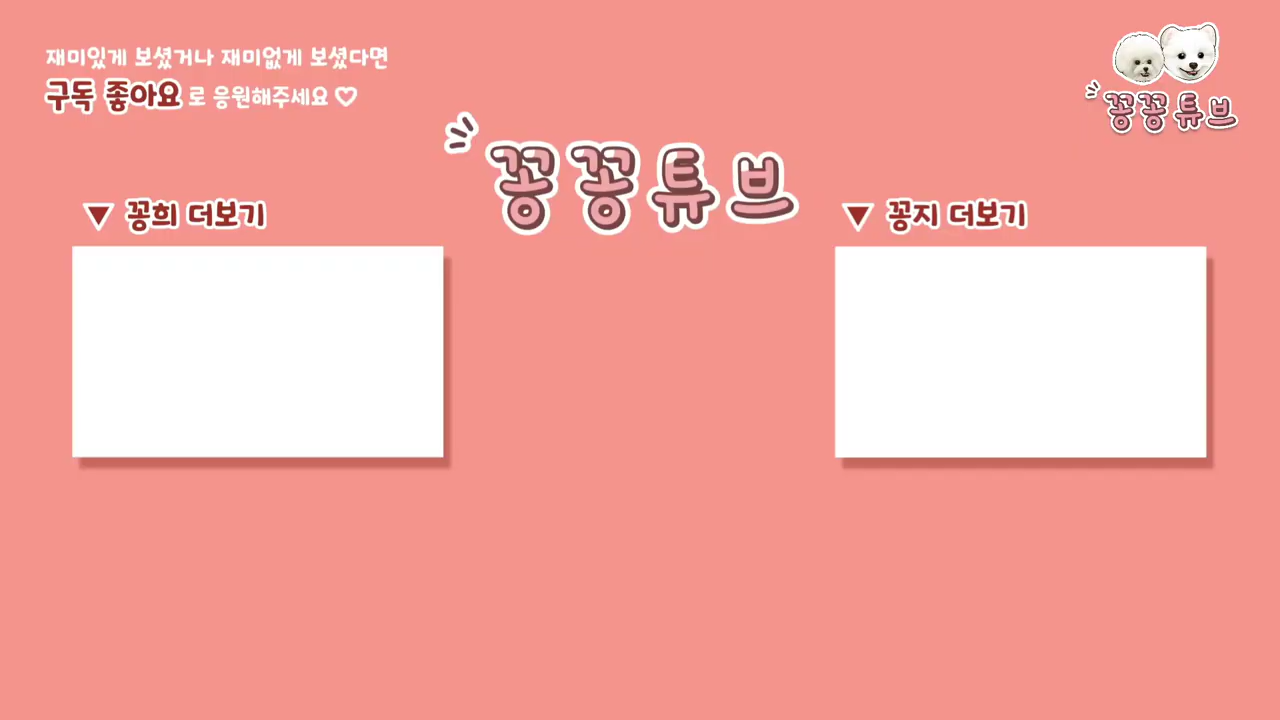 재미있게 보셨거나 재미없게 보셨다면
구독 좋아요 로 응원해주세요 ♡
꽁꽁튜브
꽁꽁튜브
▼ 꽁희 더보기
▼ 꽁지 더보기